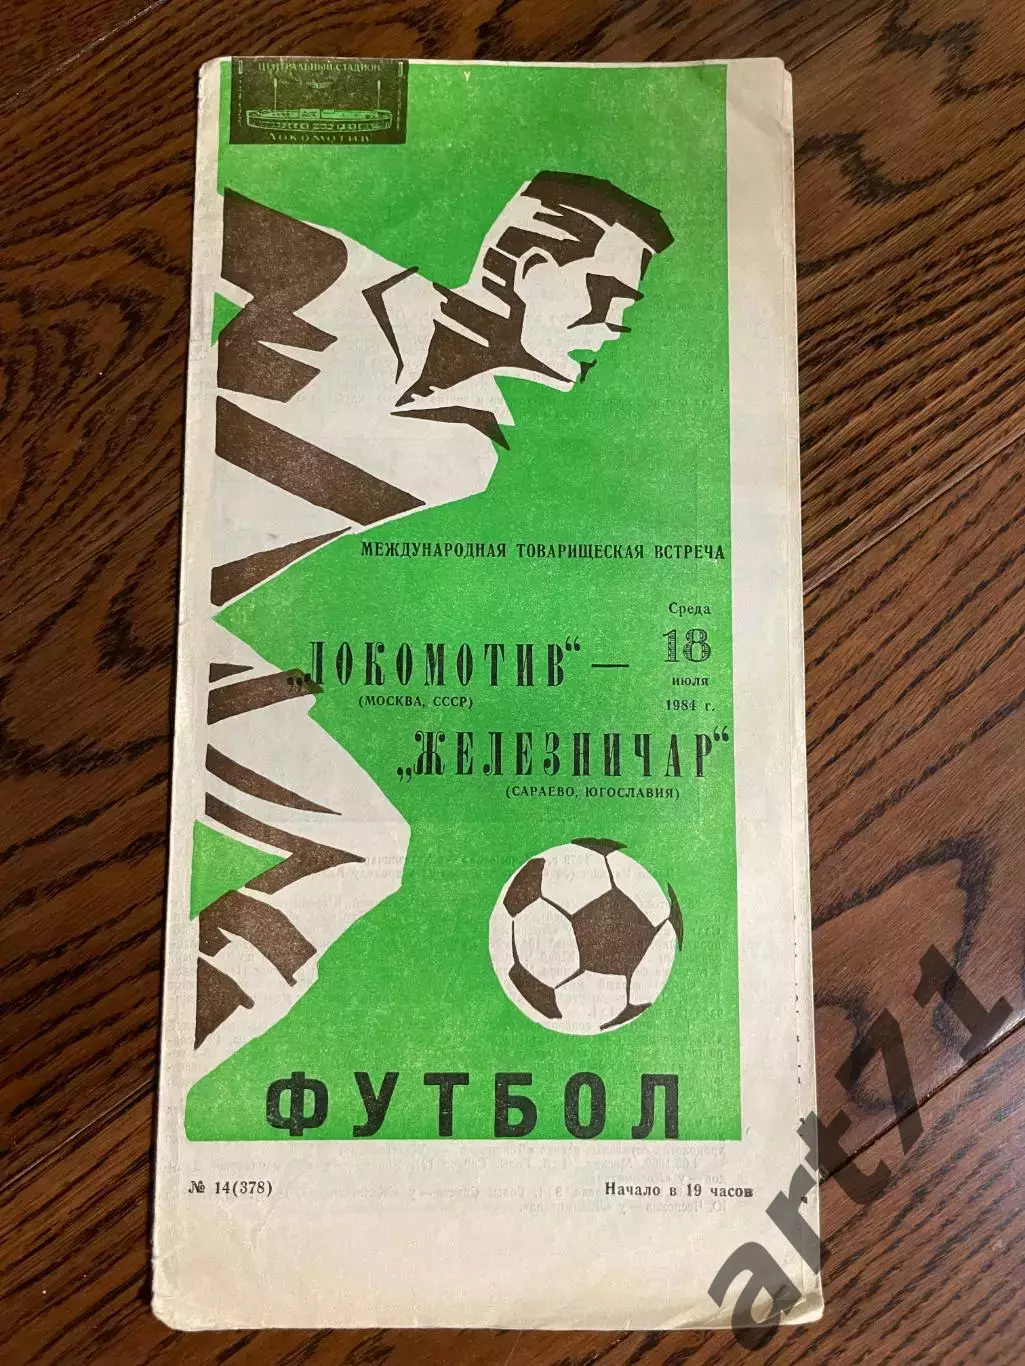 ЦЕНТРАЛЬНЫЙ СТАДИОН
ЛОКОМОТИВ
МЕЖДУНАРОДНАЯ ТОВАРИЩЕСКАЯ ВСТРЕЧА
Среда
18
июля
1984 г.
„ЛОКОМОТИВ“ —
(МОСКВА, СССР)
„ЖЕЛЕЗНИЧАР“
(САРАЕВО, ЮГОСЛАВИЯ)
ФУТБОЛ
№ 14(378)
Начало в 19 часов
art71